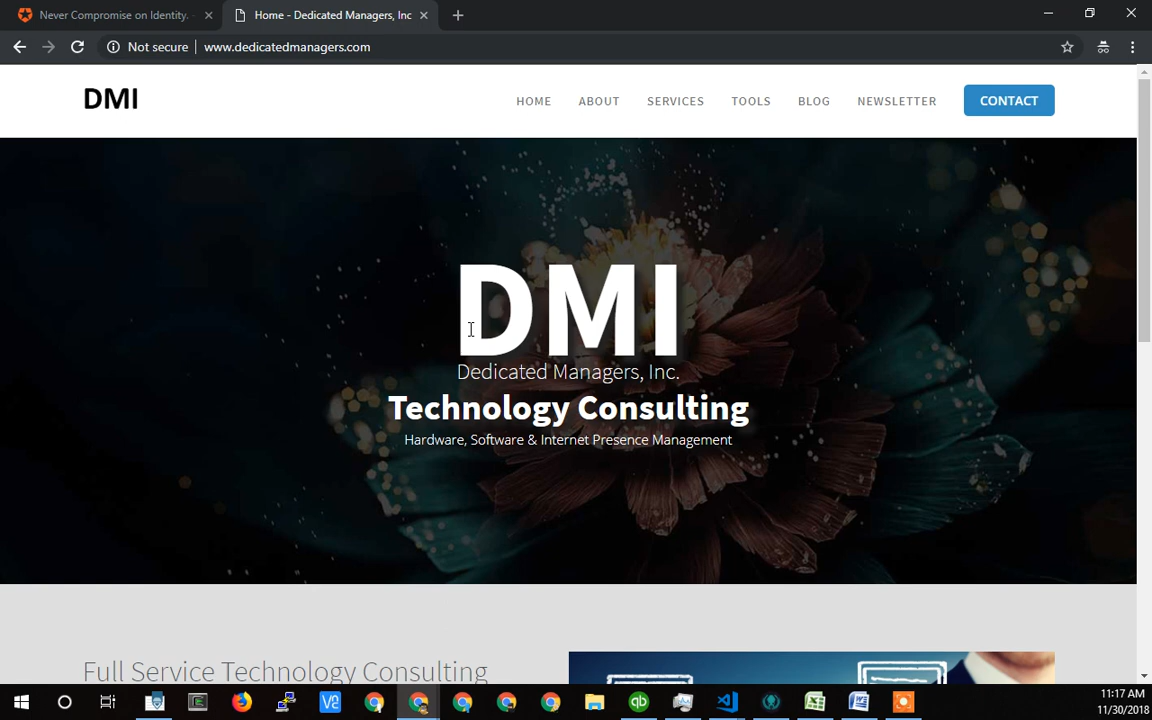 Never Compromise on Identity.
Home - Dedicated Managers, Inc
Not secure
www.dedicatedmanagers.com
DMI
HOME
ABOUT
SERVICES
TOOLS
BLOG
NEWSLETTER
CONTACT
DMI
Dedicated Managers, Inc.
Technology Consulting
Hardware, Software & Internet Presence Management
Full Service Technology Consulting
11:17 AM
11/30/2018